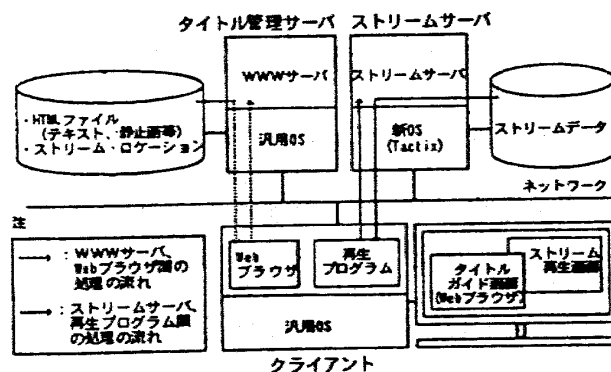 タイトル管理サーバ
ストリームサーバ
WWWサーバ
ストリームサーバ
・HTMLファイル
(テキスト、静止画等)
・ストリーム・ロケーション
汎用OS
新OS
(Tactix)
ストリームデータ
ネットワーク
注
→ : WWWサーバ、
Webブラウザ間の
処理の流れ
→ : ストリームサーバ、
再生プログラム間
の処理の流れ
Web
ブラウザ
再生
プログラム
汎用OS
クライアント
ストリーム
再生画面
タイトル
ガイド画面
(Webブラウザ)